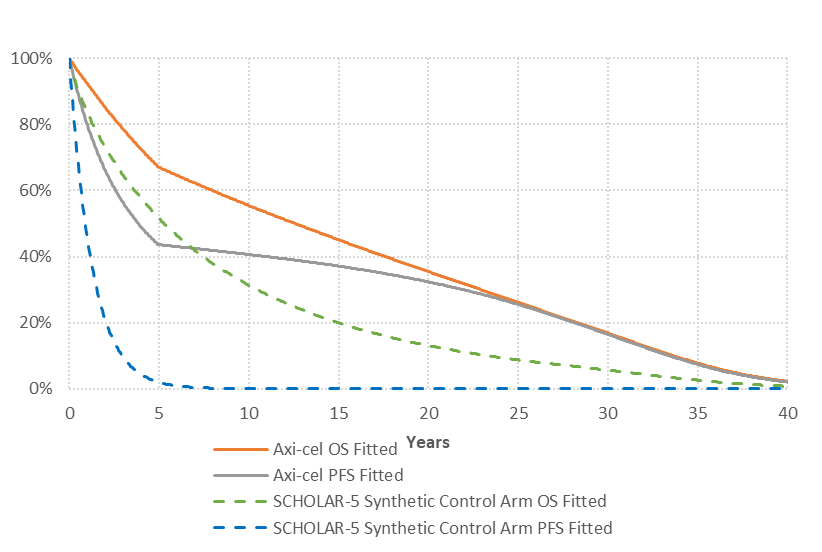 100%
80%
60%
40%
20%
0%
0 5 10 15 20 25 30 35 40
Years
Axi-cel OS Fitted
Axi-cel PFS Fitted
SCHOLAR-5 Synthetic Control Arm OS Fitted
SCHOLAR-5 Synthetic Control Arm PFS Fitted